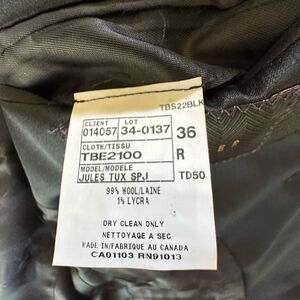 TBS22BLK
CLIENT LOT
014057 34-0137 36
CLOTH/TISSU
TBE2100 R
MODEL/MODELE
JULES TUX SP.I TD50
99% WOOL/LAINE
1% LYCRA
DRY CLEAN ONLY
NETTOYAGE A SEC
MADE IN/FABRIQUE AU CANADA
CA01103 RN91013